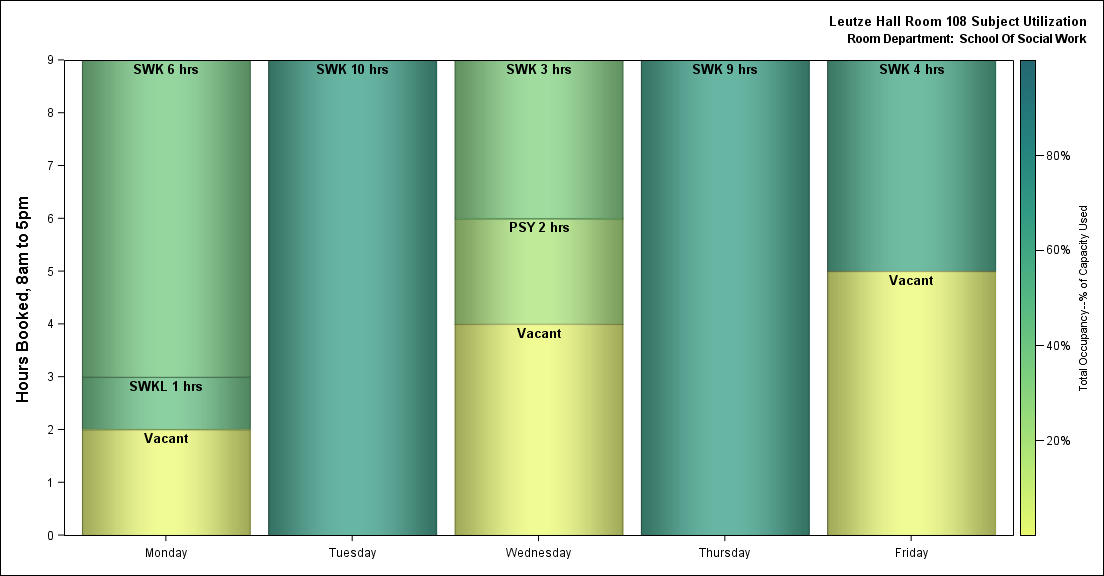 Leutze Hall Room 108 Subject Utilization
Room Department: School Of Social Work
Hours Booked, 8am to 5pm
9
8
7
6
5
4
3
2
1
0
SWK 6 hrs
SWKL 1 hrs
Vacant
SWK 10 hrs
SWK 3 hrs
PSY 2 hrs
Vacant
SWK 9 hrs
SWK 4 hrs
Vacant
Monday
Tuesday
Wednesday
Thursday
Friday
80%
60%
40%
20%
Total Occupancy--% of Capacity Used